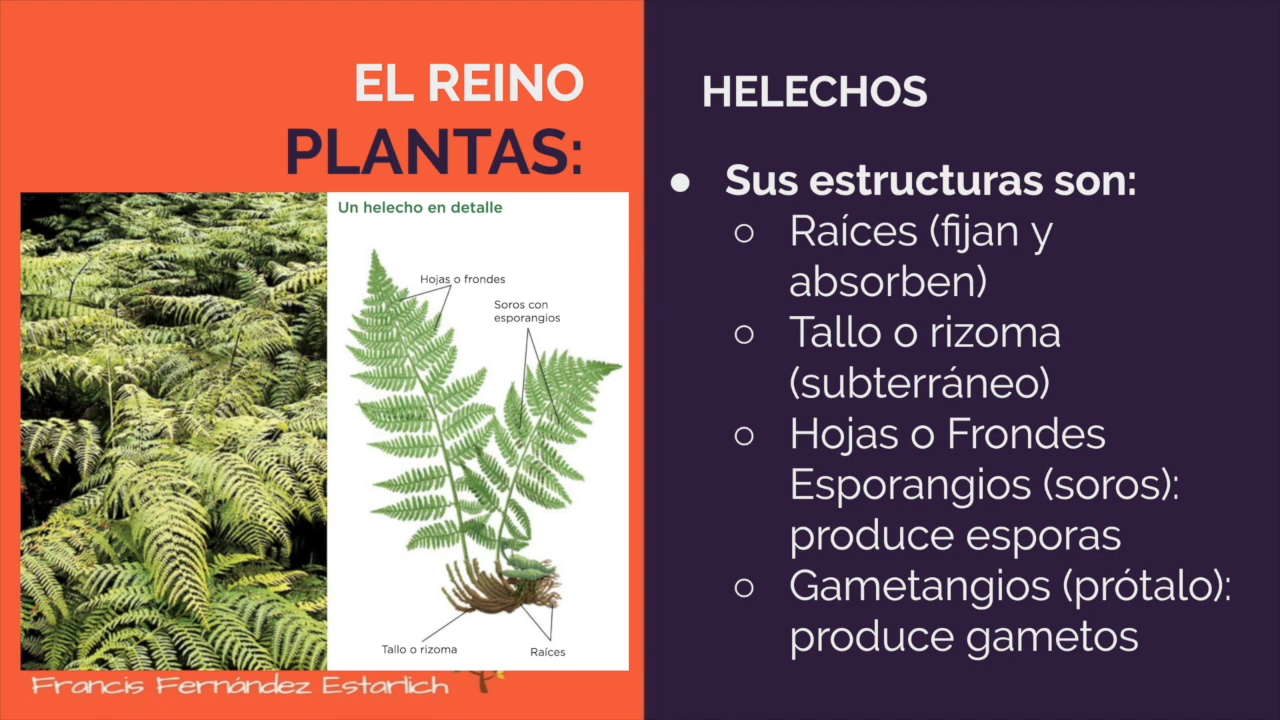 EL REINO
PLANTAS:
Un helecho en detalle
Hojas o frondes
Soros con
esporangios
Tallo o rizoma
Raíces
Francis Fernández Estarlich
HELECHOS
● Sus estructuras son:
○ Raíces (fijan y
absorben)
○ Tallo o rizoma
(subterráneo)
○ Hojas o Frondes
Esporangios (soros):
produce esporas
○ Gametangios (prótalo):
produce gametos